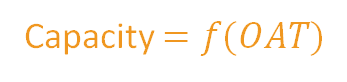 Capacity = f(OAT)